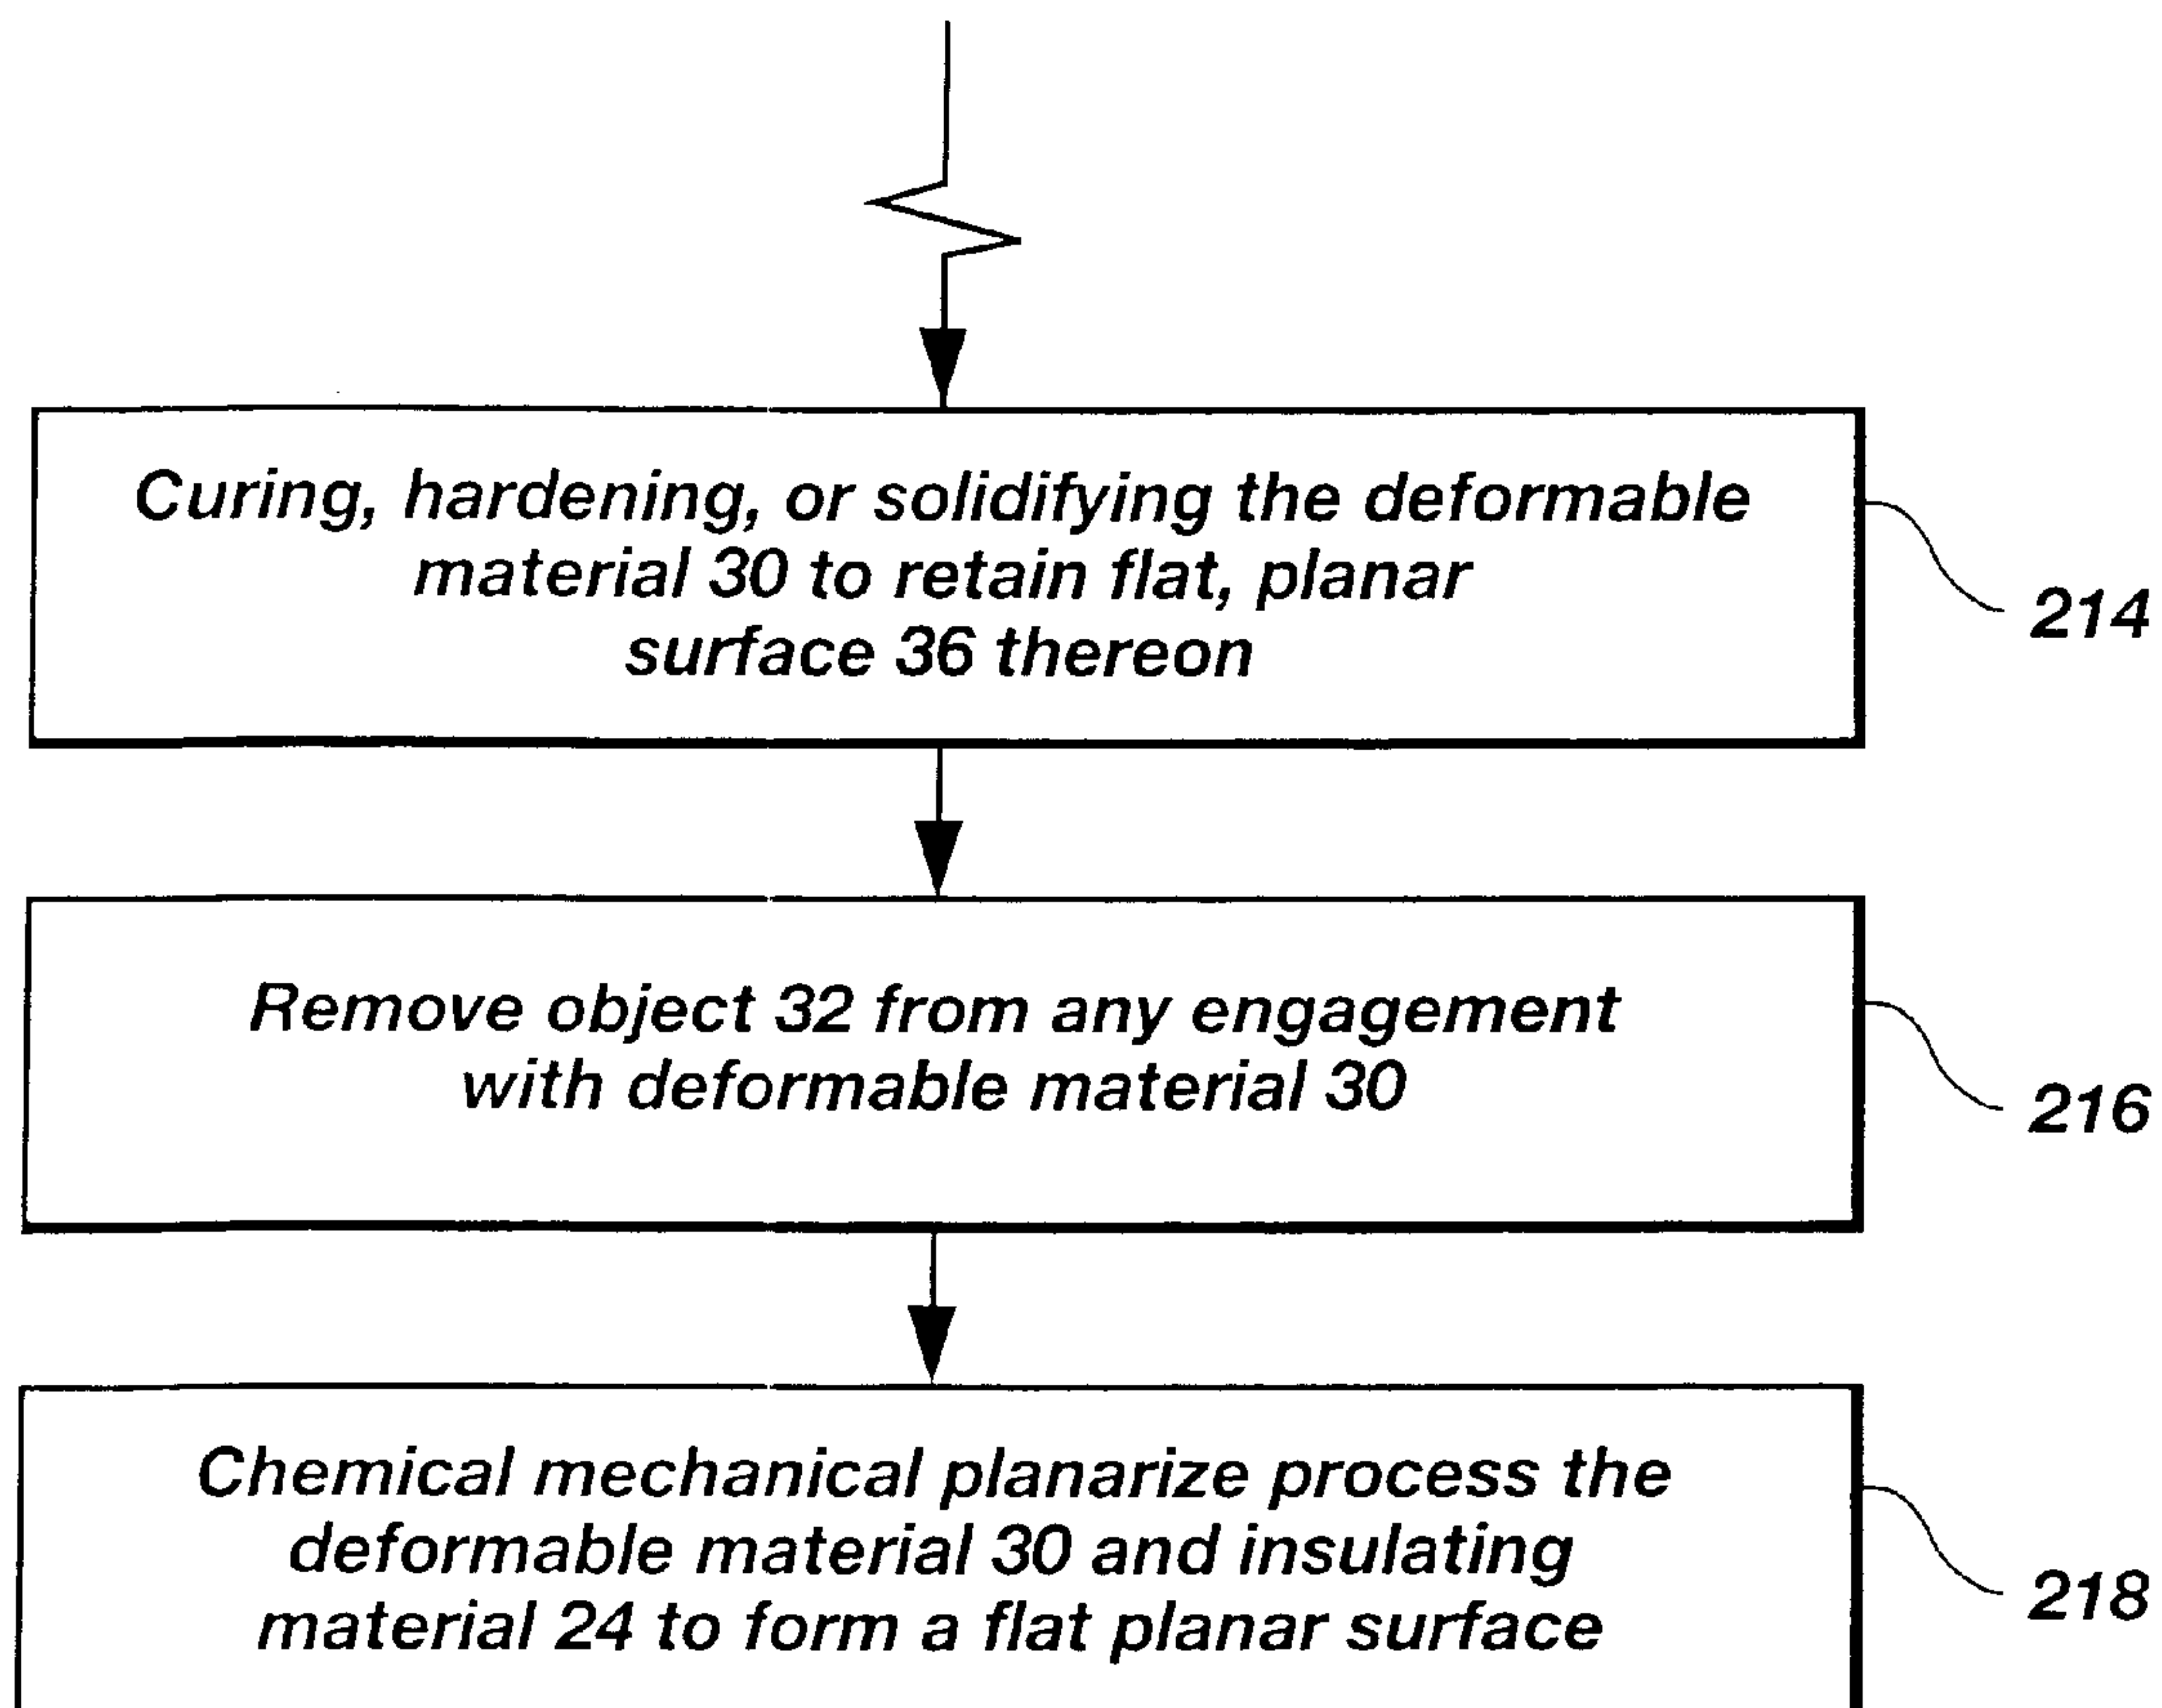 Curing, hardening, or solidifying the deformable
material 30 to retain flat, planar
surface 36 thereon
214
Remove object 32 from any engagement
with deformable material 30
216
Chemical mechanical planarize process the
deformable material 30 and insulating
material 24 to form a flat planar surface
218